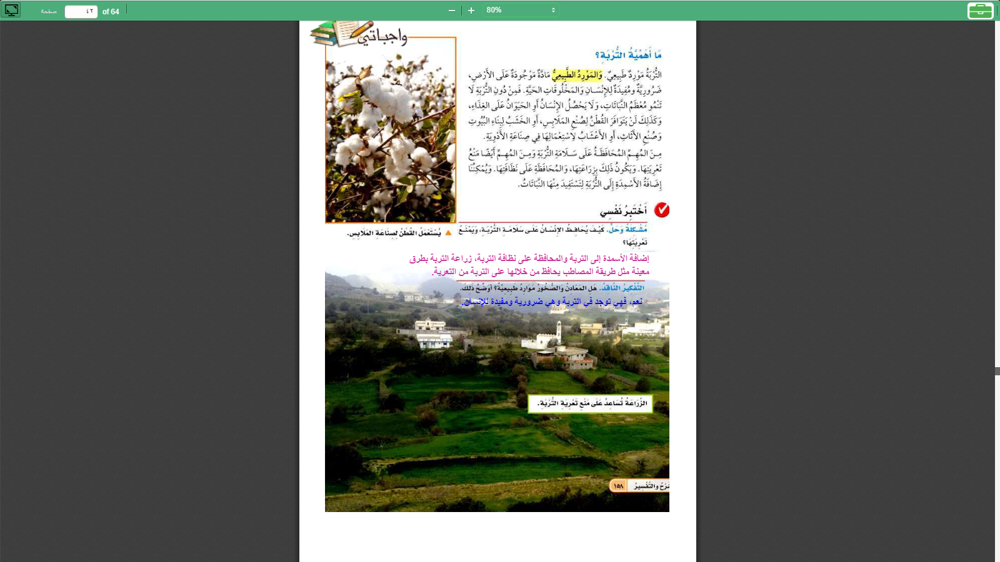 صفحة ٤٢ of 64
80%
واجباتي
مَا أَهَمِّيَّةُ التُّرْبَةِ؟
التُّرْبَةُ مَوْرِدٌ طَبِيعِيٌّ. وَالمَوْرِدُ الطَّبِيعِيُّ مَادَّةٌ مَوْجُودَةٌ عَلَى الأَرْضِ،
ضَرُورِيَّةٌ ومُفِيدَةٌ لِلإِنْسَانِ وَالمَخْلُوقَاتِ الحَيَّةِ. فَمِنْ دُونِ التُّرْبَةِ لَا
تَنْمُو مُعْظَمُ النَّبَاتَاتِ، وَلَا يَحْصُلُ الإِنْسَانُ أَوِ الحَيَوَانُ عَلَى الغِذَاءِ،
وَكَذَلِكَ لَنْ يَتَوَافَرَ القُطْنُ لِصُنْعِ المَلَابِسِ، أَوِ الخَشَبُ لِبِنَاءِ البُيُوتِ
وَصُنْعِ الأَثَاثِ، أَوِ الأَعْشَابُ لِاسْتِعْمَالِهَا فِي صِنَاعَةِ الأَدْوِيَةِ.
مِنَ المُهِمِّ المُحَافَظَةُ عَلَى سَلَامَةِ التُّرْبَةِ وَمِنَ المُهِمِّ أَيْضًا مَنْعُ
تَعْرِيَتِهَا. وَيَكُونُ ذَلِكَ بِزِرَاعَتِهَا، وَالمُحَافَظَةِ عَلَى نَظَافَتِهَا. وَيُمْكِنُنَا
إِضَافَةُ الأَسْمِدَةِ إِلَى التُّرْبَةِ لِتَسْتَفِيدَ مِنْهَا النَّبَاتَاتُ.
أَخْتَبِرُ نَفْسِي
مُشْكِلَةٌ وَحَلٌّ. كَيْفَ يُحَافِظُ الإِنْسَانُ عَلَى سَلَامَةِ التُّرْبَةِ، وَيَمْنَعُ
تَعْرِيَتِهَا؟
إضافة الأسمدة إلى التربة والمحافظة على نظافة التربة، زراعة التربة بطرق
معينة مثل طريقة المصاطب يحافظ من خلالها على التربة من التعرية.
التَّفْكِيرُ النَّاقِدُ. هَلِ المَعَادِنُ وَالصُّخُورُ مَوَارِدُ طَبِيعِيَّةٌ؟ أُوَضِّحُ ذَلِكَ.
نعم، فهي توجد في التربة وهي ضرورية ومفيدة للإنسان.
يُسْتَعْمَلُ القُطْنُ لِصِنَاعَةِ المَلَابِسِ.
الزِّرَاعَةُ تُسَاعِدُ عَلَى مَنْعِ تَعْرِيَةِ التُّرْبَةِ.
وَالتَّفْسِيرُ ١٥٨